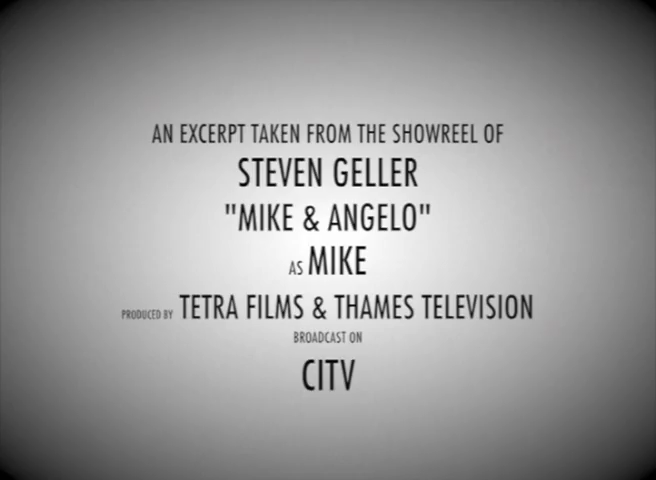 AN EXCERPT TAKEN FROM THE SHOWREEL OF
STEVEN GELLER
"MIKE & ANGELO"
AS MIKE
PRODUCED BY TETRA FILMS & THAMES TELEVISION
BROADCAST ON
CITV